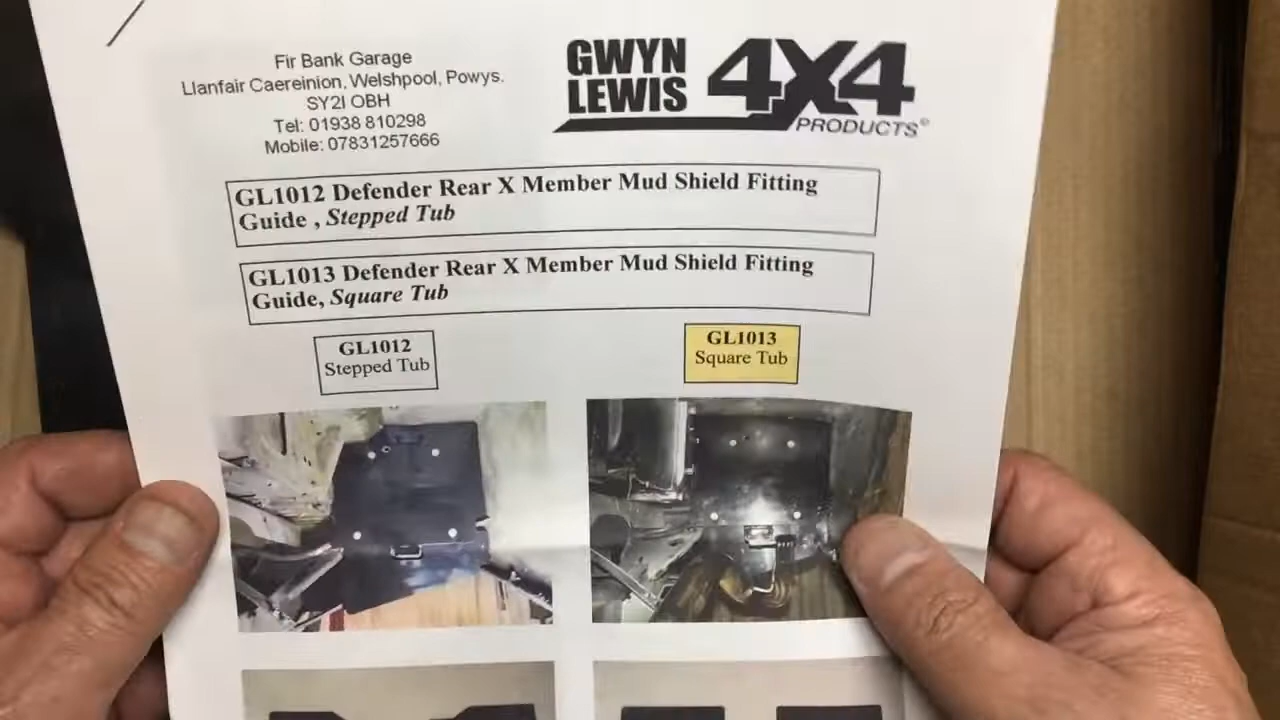 Fir Bank Garage
Llanfair Caereinion, Welshpool, Powys.
SY2I OBH
Tel: 01938 810298
Mobile: 07831257666
GWYN
LEWIS
4X4
PRODUCTS©
GL1012 Defender Rear X Member Mud Shield Fitting
Guide , Stepped Tub
GL1013 Defender Rear X Member Mud Shield Fitting
Guide, Square Tub
GL1012
Stepped Tub
GL1013
Square Tub